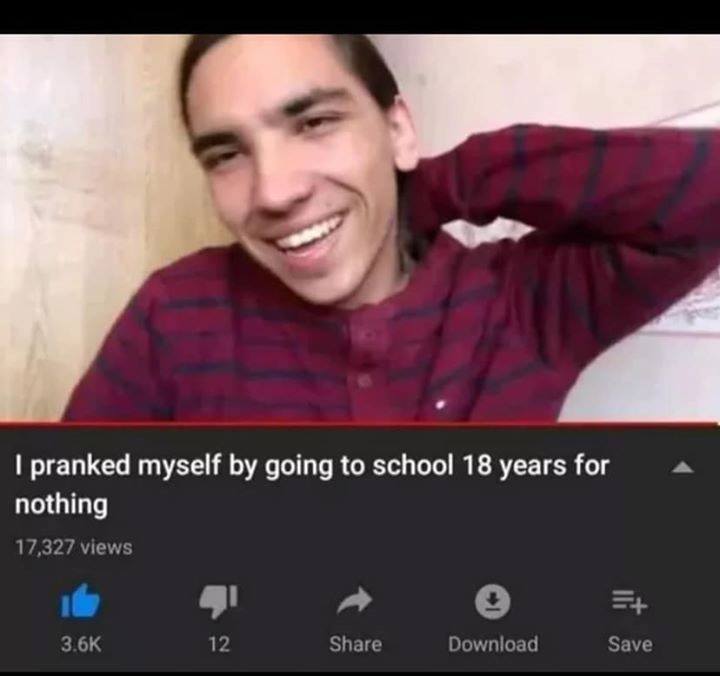 I pranked myself by going to school 18 years for
nothing
17,327 views
3.6K 12 Share Download Save